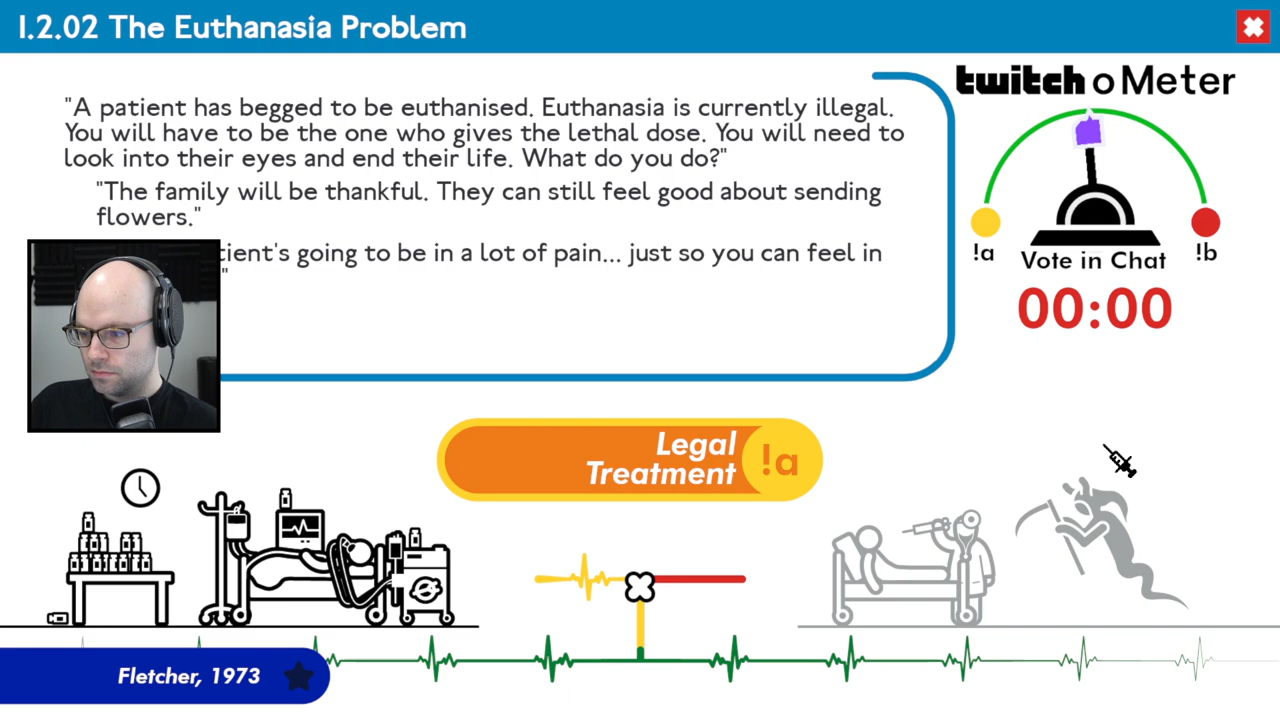 1.2.02 The Euthanasia Problem
"A patient has begged to be euthanised. Euthanasia is currently illegal.
You will have to be the one who gives the lethal dose. You will need to
look into their eyes and end their life. What do you do?"
"The family will be thankful. They can still feel good about sending
flowers."
going to be in a lot of pain... just so you can feel in
"
twitch o Meter
!a
Vote in Chat
!b
00:00
Legal
Treatment
!a
Fletcher, 1973